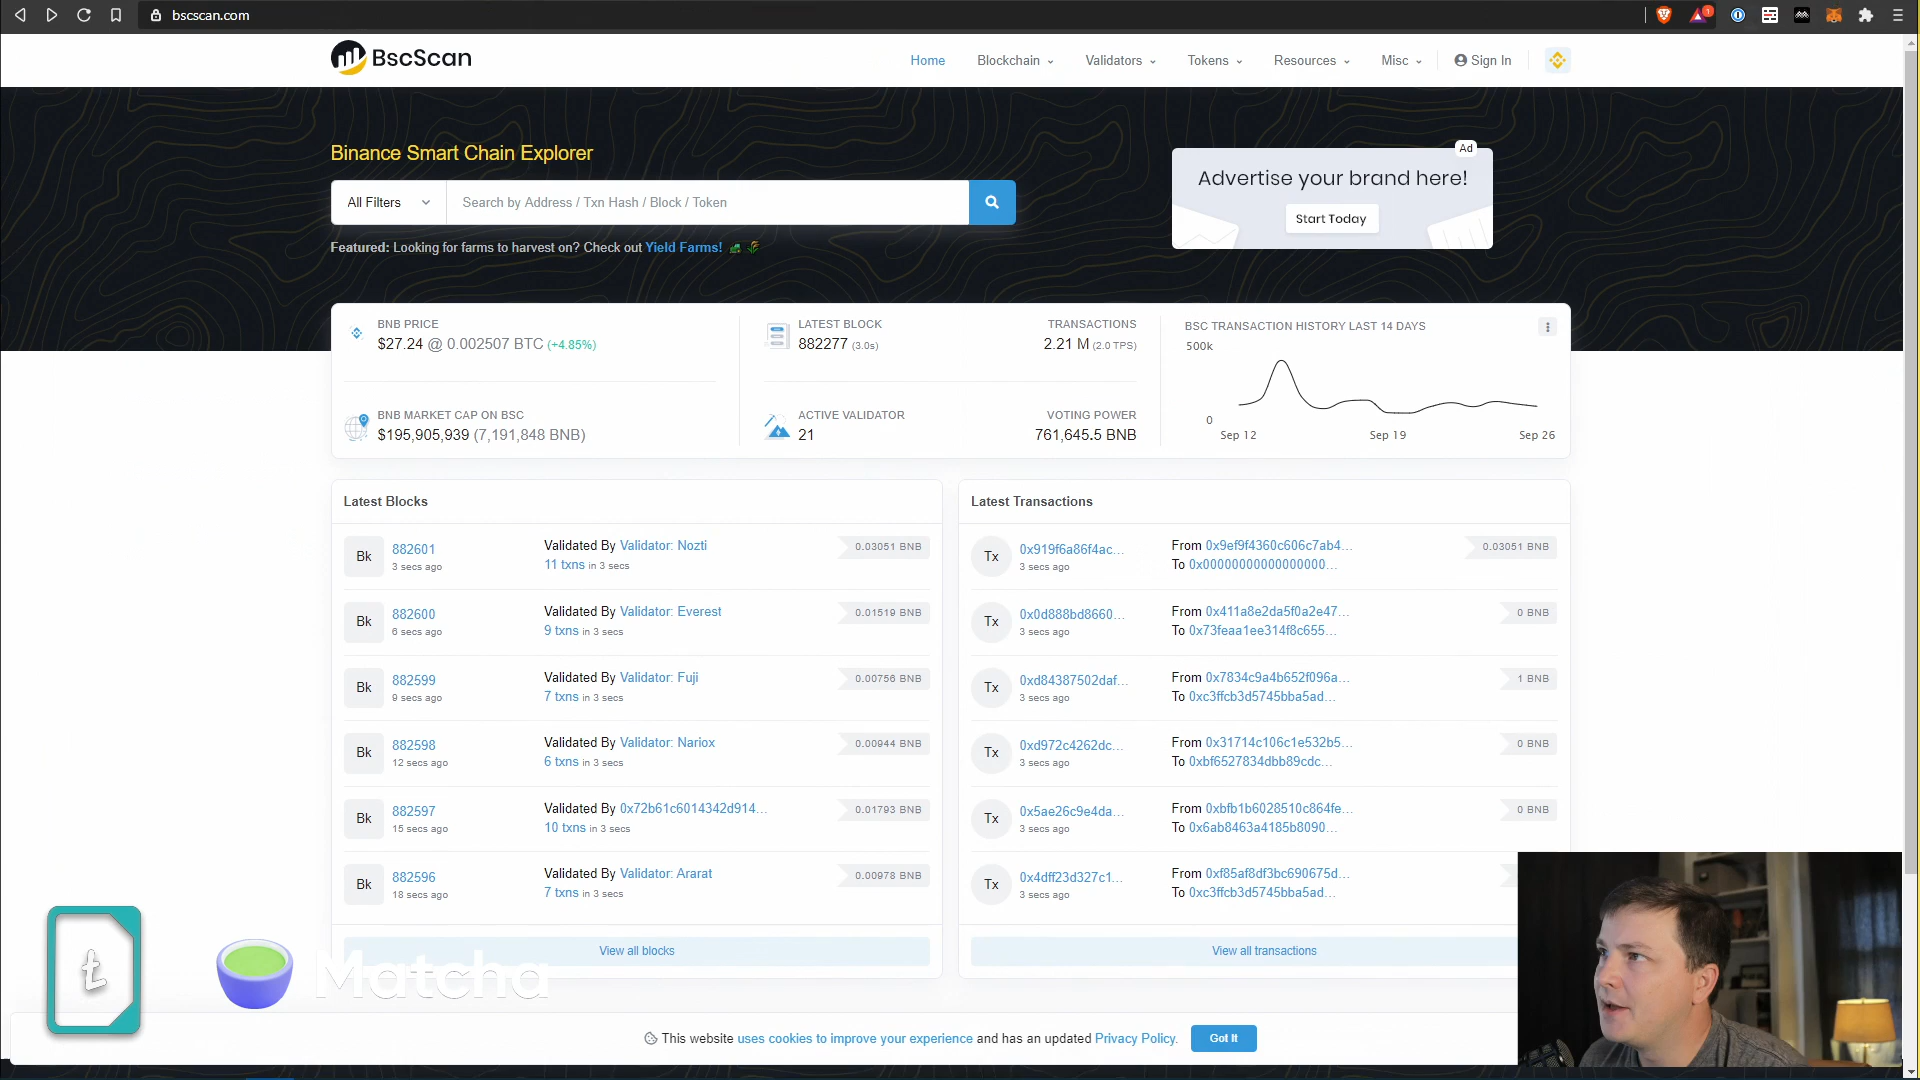 bscscan.com
1
BscScan
Home
Blockchain
Validators
Tokens
Resources
Misc
Sign In
Binance Smart Chain Explorer
All Filters
Search by Address / Txn Hash / Block / Token
Featured: Looking for farms to harvest on? Check out Yield Farms!
Ad
Advertise your brand here!
Start Today
BNB PRICE
$27.24 @ 0.002507 BTC (+4.85%)
BNB MARKET CAP ON BSC
$195,905,939 (7,191,848 BNB)
LATEST BLOCK
882277 (3.0s)
TRANSACTIONS
2.21 M (2.0 TPS)
ACTIVE VALIDATOR
21
VOTING POWER
761,645.5 BNB
BSC TRANSACTION HISTORY LAST 14 DAYS
500k
0
Sep 12
Sep 19
Sep 26
Latest Blocks
Bk
882601
3 secs ago
Validated By Validator: Nozti
11 txns in 3 secs
0.03051 BNB
Bk
882600
6 secs ago
Validated By Validator: Everest
9 txns in 3 secs
0.01519 BNB
Bk
882599
9 secs ago
Validated By Validator: Fuji
7 txns in 3 secs
0.00756 BNB
Bk
882598
12 secs ago
Validated By Validator: Nariox
6 txns in 3 secs
0.00944 BNB
Bk
882597
15 secs ago
Validated By 0x72b61c6014342d914...
10 txns in 3 secs
0.01793 BNB
Bk
882596
18 secs ago
Validated By Validator: Ararat
7 txns in 3 secs
0.00978 BNB
View all blocks
Latest Transactions
Tx
0x919f6a86f4ac...
3 secs ago
From 0x9ef9f4360c606c7ab4...
To 0x00000000000000000...
0.03051 BNB
Tx
0x0d888bd8660...
3 secs ago
From 0x411a8e2da5f0a2e47...
To 0x73feaa1ee314f8c655...
0 BNB
Tx
0xd84387502daf...
3 secs ago
From 0x7834c9a4b652f096a...
To 0xc3ffcb3d5745bba5ad...
1 BNB
Tx
0xd972c4262dc...
3 secs ago
From 0x31714c106c1e532b5...
To 0xbf6527834dbb89cdc...
0 BNB
Tx
0x5ae26c9e4da...
3 secs ago
From 0xbfb1b6028510c864fe...
To 0x6ab8463a4185b8090...
0 BNB
Tx
0x4dff23d327c1...
3 secs ago
From 0xf85af8df3bc690675d...
To 0xc3ffcb3d5745bba5ad...
View all transactions
Matcha
This website uses cookies to improve your experience and has an updated Privacy Policy.
Got It